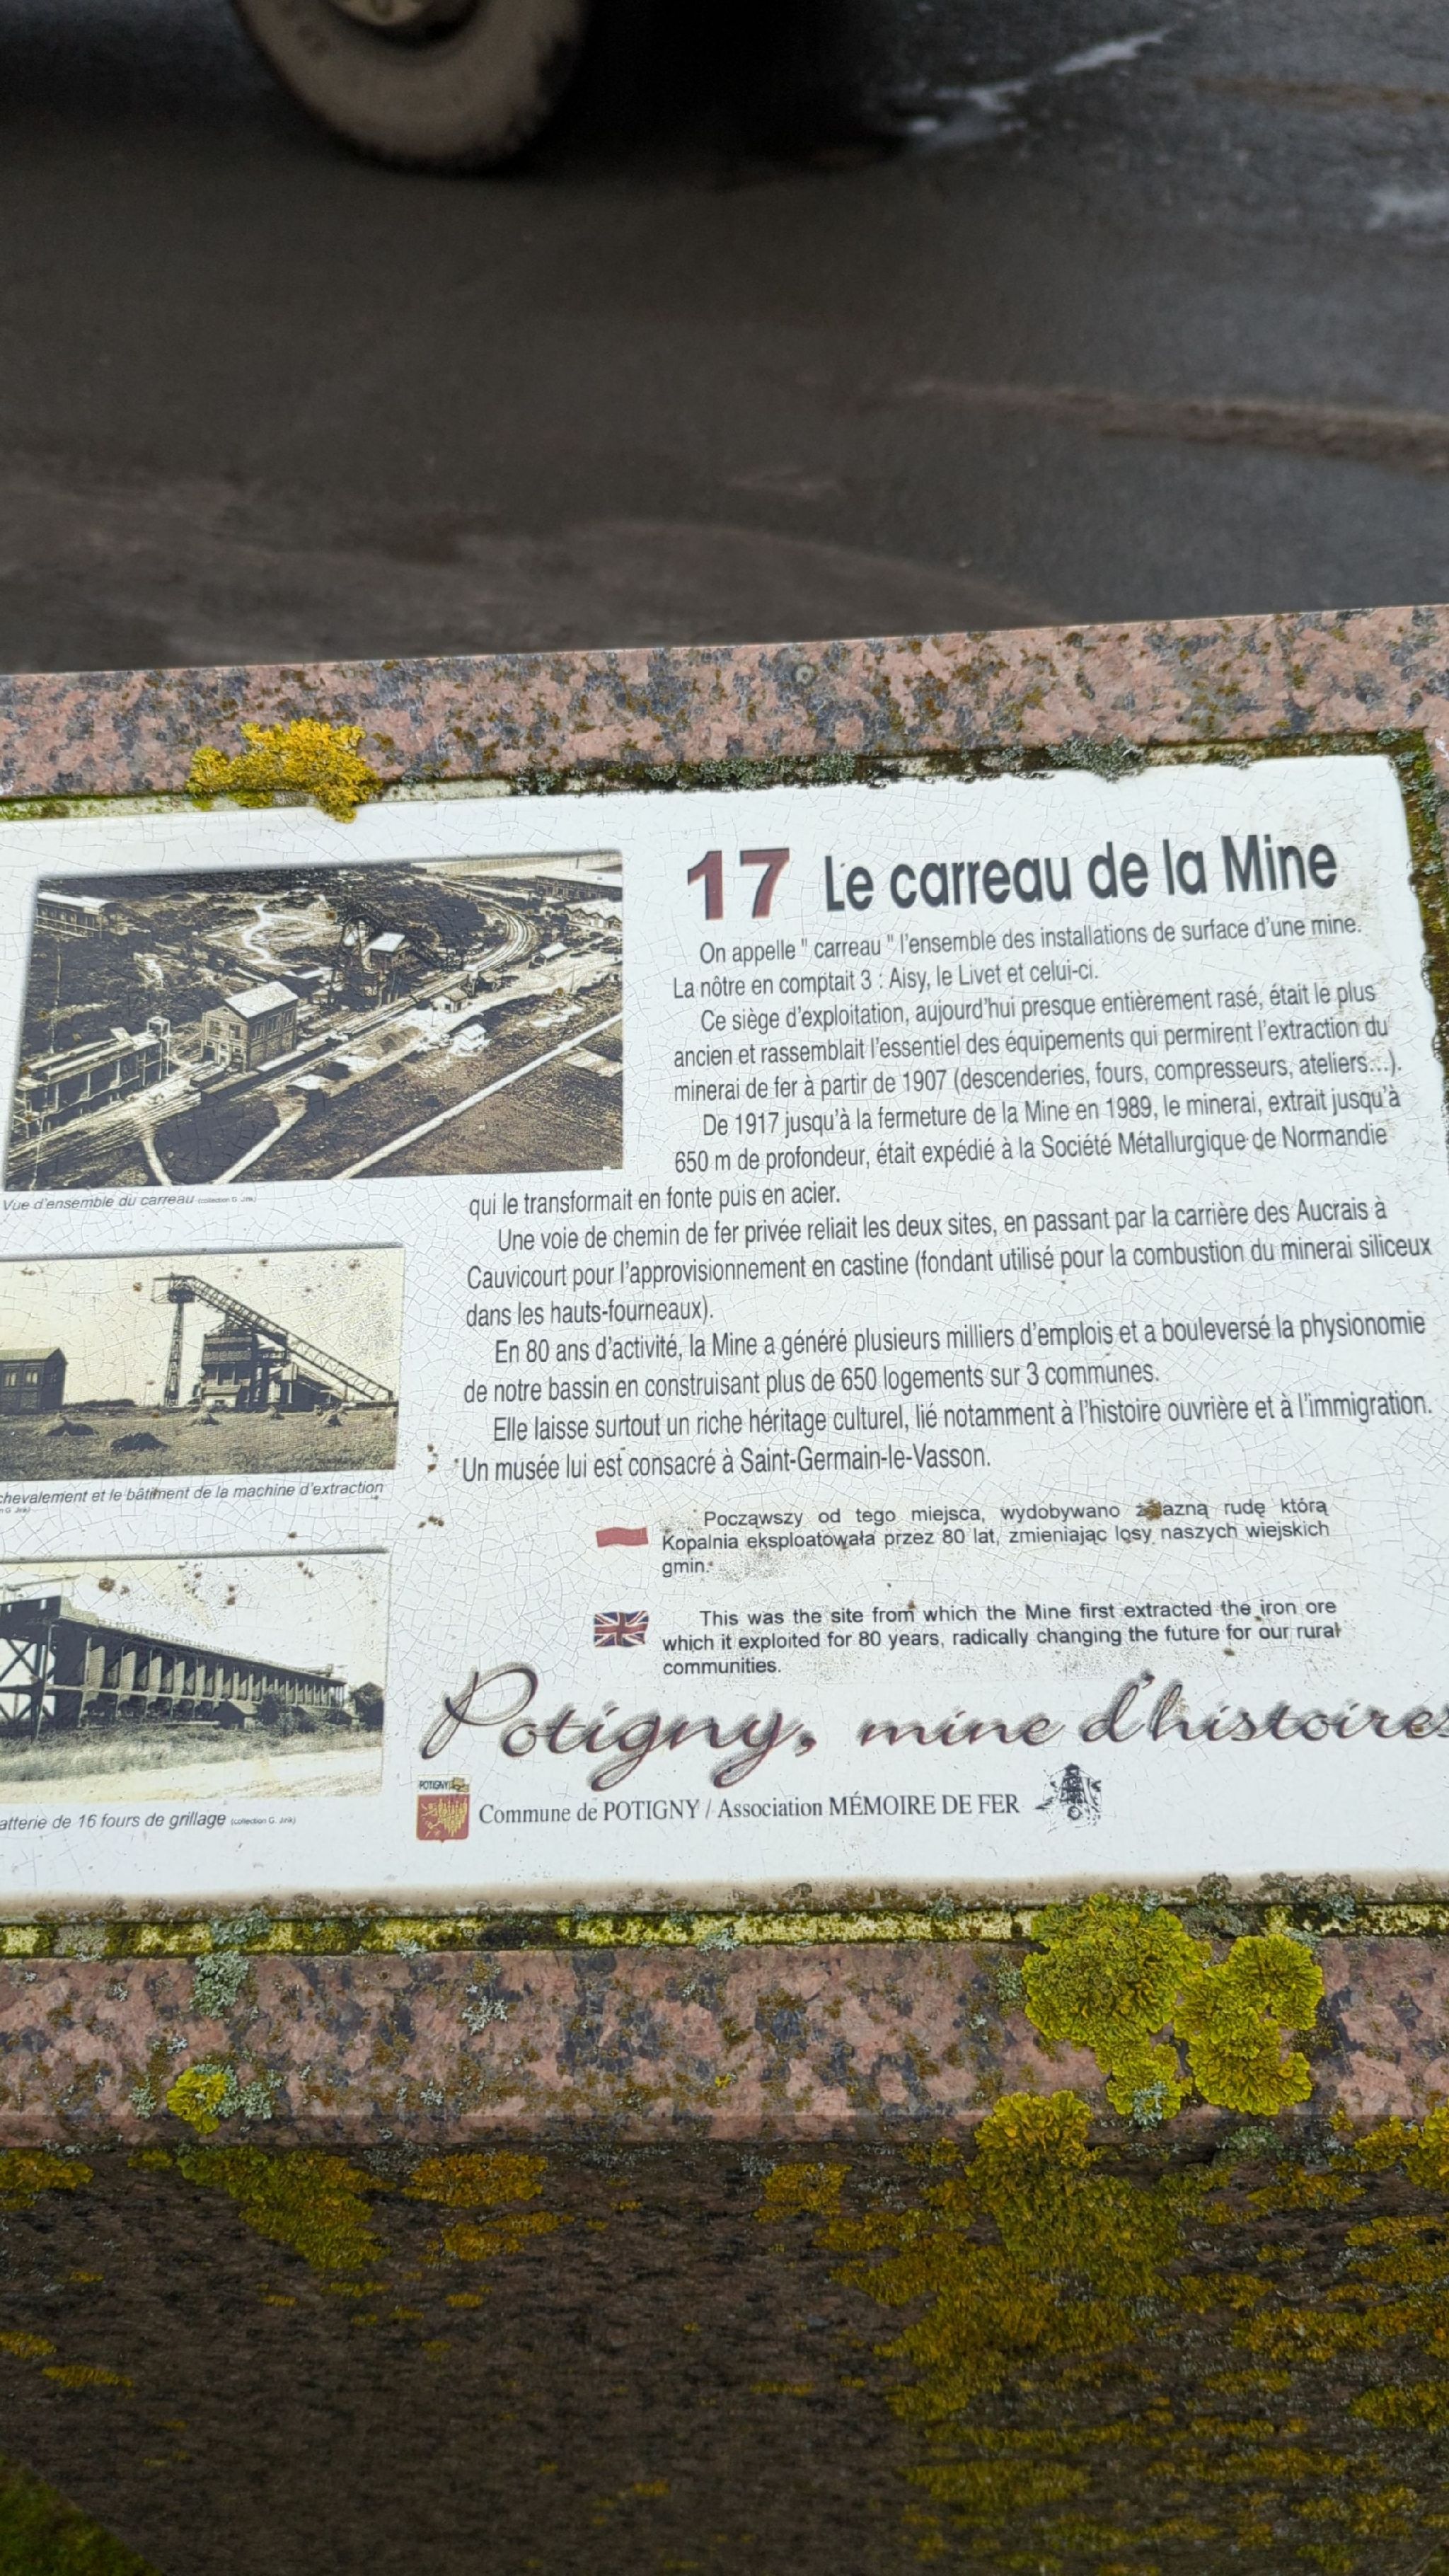 17 Le carreau de la Mine
On appelle " carreau " l'ensemble des installations de surface d'une mine.
La nôtre en comptait 3 : Aisy, le Livet et celui-ci.
Ce siège d'exploitation, aujourd'hui presque entièrement rasé, était le plus
ancien et rassemblait l'essentiel des équipements qui permirent l'extraction du
minerai de fer à partir de 1907 (descenderies, fours, compresseurs, ateliers...).
De 1917 jusqu'à la fermeture de la Mine en 1989, le minerai, extrait jusqu'à
650 m de profondeur, était expédié à la Société Métallurgique de Normandie
qui le transformait en fonte puis en acier.
Une voie de chemin de fer privée reliait les deux sites, en passant par la carrière des Aucrais à
Cauvicourt pour l'approvisionnement en castine (fondant utilisé pour la combustion du minerai siliceux
dans les hauts-fourneaux).
En 80 ans d'activité, la Mine a généré plusieurs milliers d'emplois et a bouleversé la physionomie
de notre bassin en construisant plus de 650 logements sur 3 communes.
Elle laisse surtout un riche héritage culturel, lié notamment à l'histoire ouvrière et à l'immigration.
Un musée lui est consacré à Saint-Germain-le-Vasson.
Vue d'ensemble du carreau (collection G. Jirik)
chevalement et le bâtiment de la machine d'extraction
atterie de 16 fours de grillage (collection G. Jirik)
Począwszy od tego miejsca, wydobywano żelazną rudę którą
Kopalnia eksploatowała przez 80 lat, zmieniając losy naszych wiejskich
gmin.
This was the site from which the Mine first extracted the iron ore
which it exploited for 80 years, radically changing the future for our rural
communities.
Potigny, mine d'histoires
POTIGNY
Commune de POTIGNY / Association MÉMOIRE DE FER